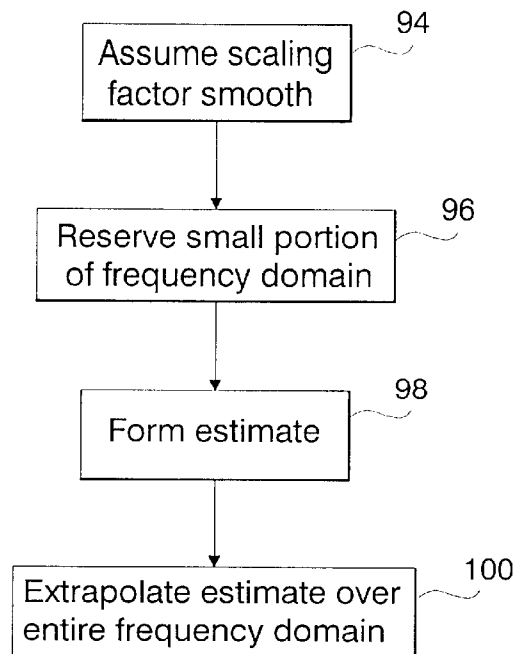 94
Assume scaling
factor smooth
96
Reserve small portion
of frequency domain
98
Form estimate
100
Extrapolate estimate over
entire frequency domain